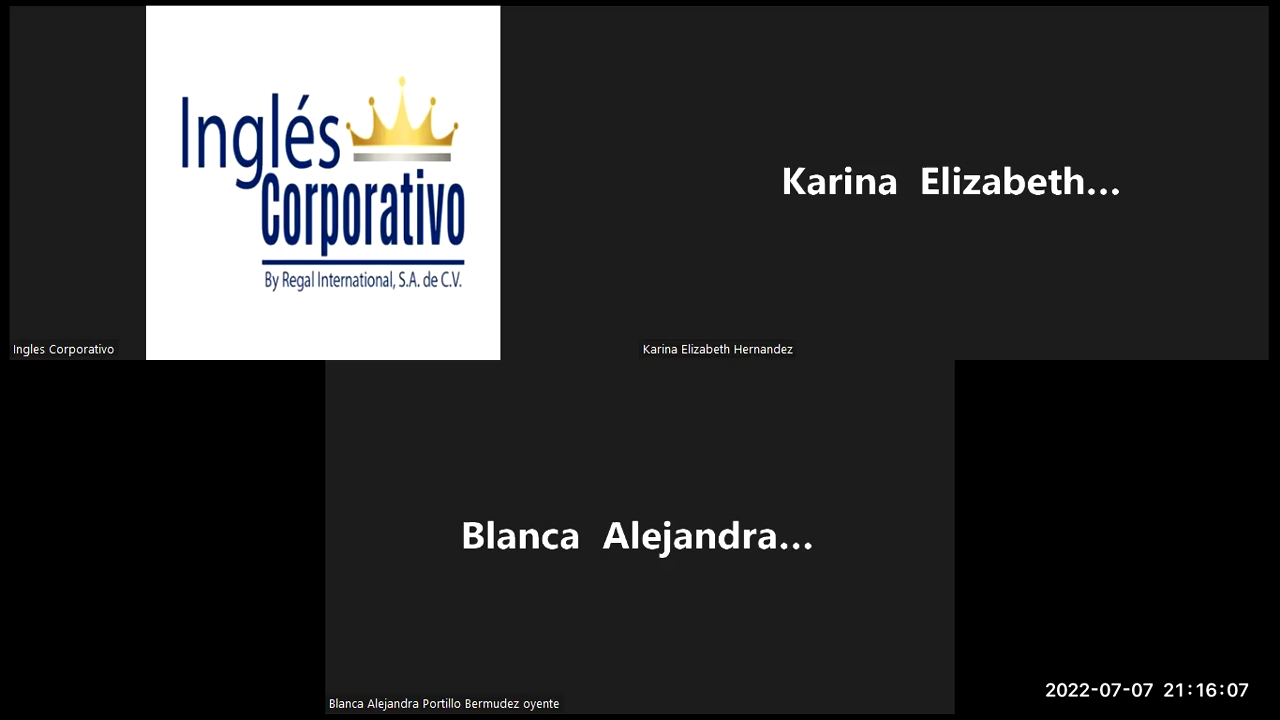 Inglés
Corporativo
By Regal International, S.A. de C.V.
Ingles Corporativo
Karina Elizabeth...
Karina Elizabeth Hernandez
Blanca Alejandra...
Blanca Alejandra Portillo Bermudez oyente
2022-07-07 21:16:07